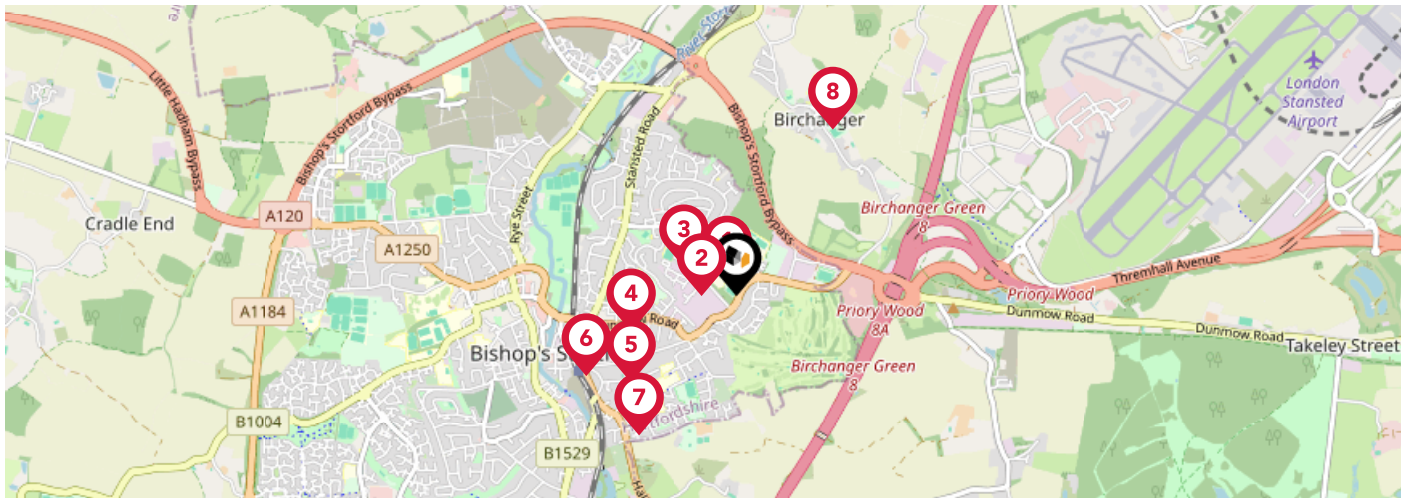 River Stort
Little Hadham Bypass
Bishop's Stortford Bypass
Stansted Road
Bishop's Stortford Bypass
8
Birchanger
London
Stansted
Airport
Cradle End
A120
Rye Street
A1250
Birchanger Green
8
3
2
Thremhall Avenue
4
Priory Wood
A1184
Road
Priory Wood
8A
Dunmow Road
Dunmow Road
6
5
Bishop's
Takeley Street
Birchanger Green
8
7
B1004
B1529